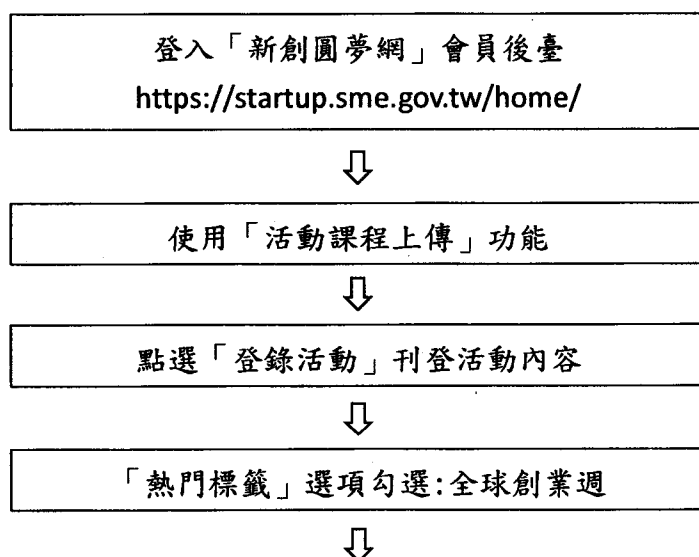 登入「新創圓夢網」會員後臺
https://startup.sme.gov.tw/home/
使用「活動課程上傳」功能
點選「登錄活動」刊登活動內容
「熱門標籤」選項勾選:全球創業週